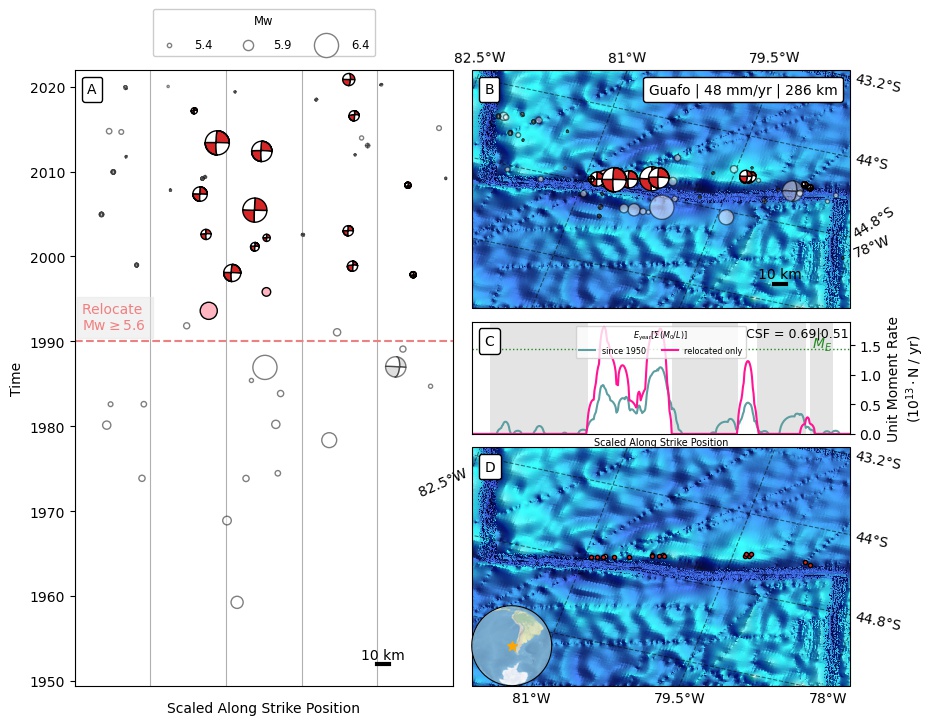 Mw
5.4 5.9 6.4
A
2020
2010
2000
1990
1980
1970
1960
1950
Time
Relocate
Mw ≥ 5.6
10 km
Scaled Along Strike Position
82.5°W 81°W 79.5°W
B
Guafo | 48 mm/yr | 286 km
43.2°S
44°S
44.8°S
78°W
10 km
C
E_year[Σ(M₀/L)]
since 1950 relocated only
CSF = 0.69|0.51
M_E
1.5
1.0
0.5
0.0
Unit Moment Rate
(10¹³ · N / yr)
Scaled Along Strike Position
82.5°W
D
43.2°S
44°S
44.8°S
81°W 79.5°W 78°W